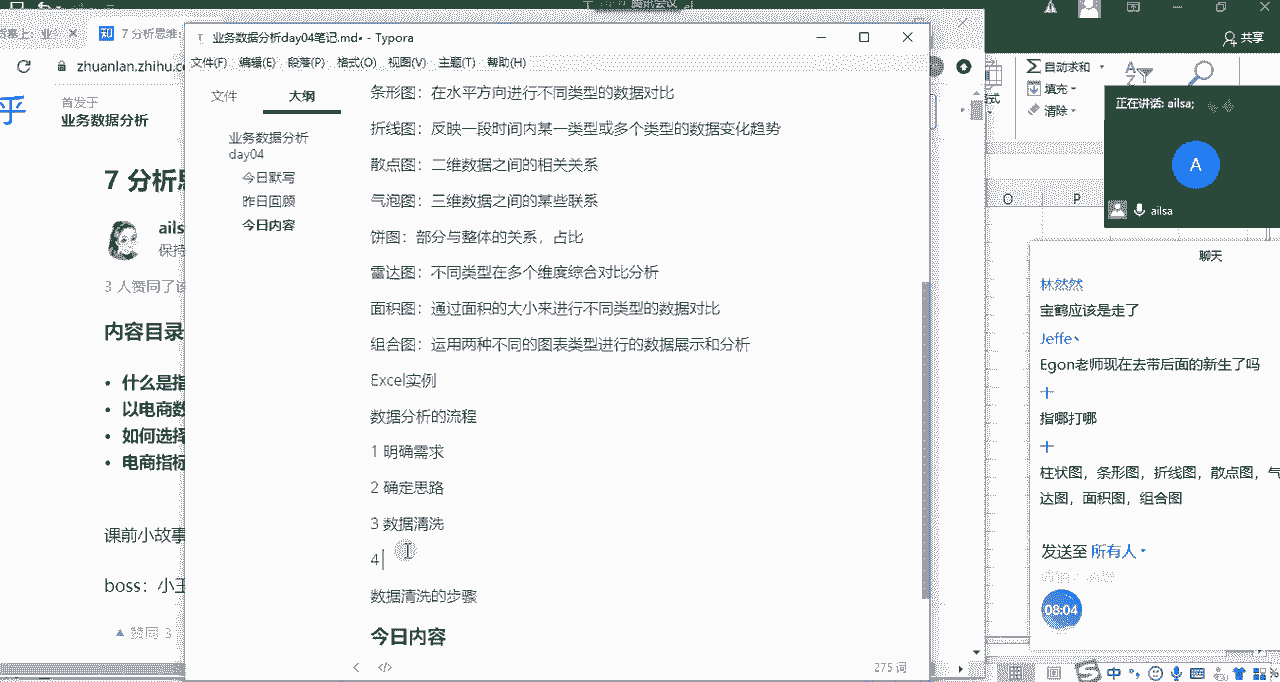 腾讯会议
7 分析思维:
zhuanlan.zhihu.c
乎
首发于
业务数据分析
7 分析思
ails
保持
3 人赞同了该
内容目录
• 什么是指
• 以电商数
• 如何选择
• 电商指标
课前小故事
boss：小王
▲ 赞同 3
业务数据分析day04笔记.md• - Typora
文件(F) 编辑(E) 段落(P) 格式(O) 视图(V) 主题(T) 帮助(H)
文件 大纲
业务数据分析
day04
今日默写
昨日回顾
今日内容
条形图：在水平方向进行不同类型的数据对比
折线图：反映一段时间内某一类型或多个类型的数据变化趋势
散点图：二维数据之间的相关关系
气泡图：三维数据之间的某些联系
饼图：部分与整体的关系，占比
雷达图：不同类型在多个维度综合对比分析
面积图：通过面积的大小来进行不同类型的数据对比
组合图：运用两种不同的图表类型进行的数据展示和分析
Excel实例
数据分析的流程
1 明确需求
2 确定思路
3 数据清洗
4
数据清洗的步骤
今日内容
275 词
共享
自动求和
填充
清除
O P
正在讲话: ailsa;
A
ailsa
聊天
林然然
宝鹤应该是走了
Jeffe丶
Egon老师现在去带后面的新生了吗
十
指哪打哪
十
柱状图，条形图，折线图，散点图，气
达图，面积图，组合图
发送至 所有人
08:04
中